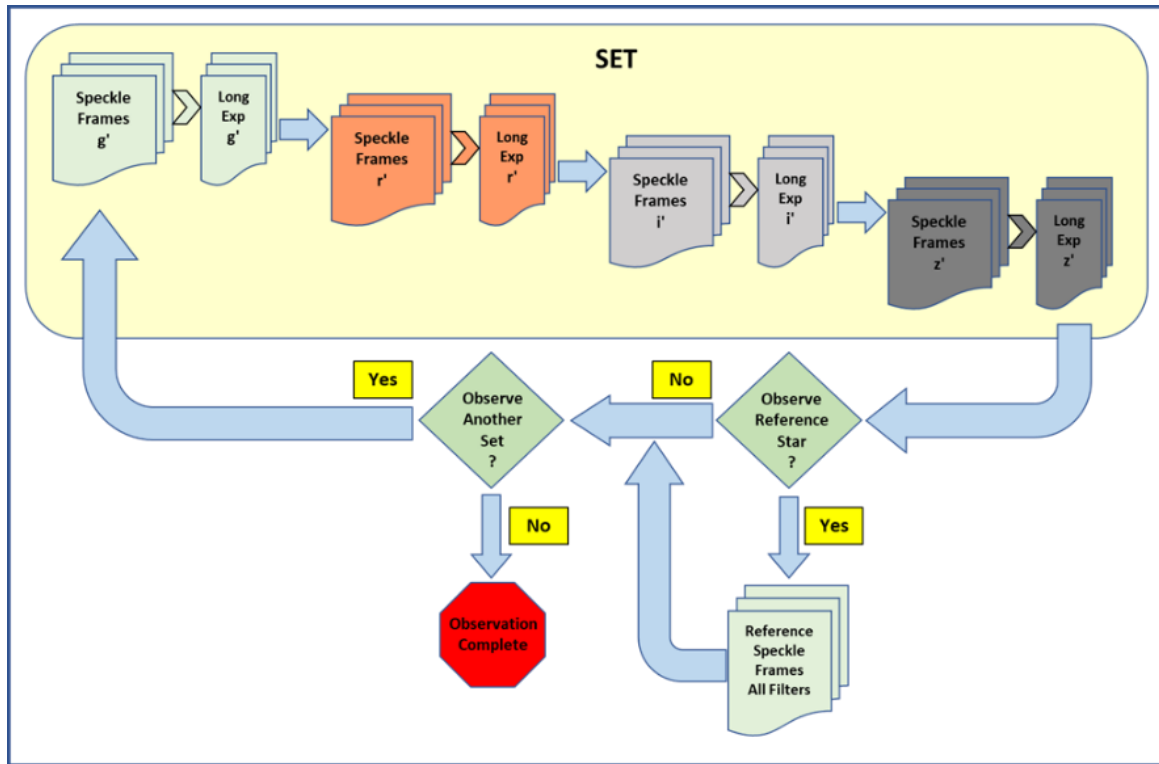 SET
Speckle
Frames
g'
Long
Exp
g'
Speckle
Frames
r'
Long
Exp
r'
Speckle
Frames
i'
Long
Exp
i'
Speckle
Frames
z'
Long
Exp
z'
Yes
Observe
Another
Set
?
No
Observe
Reference
Star
?
No
Yes
Observation
Complete
Reference
Speckle
Frames
All Filters